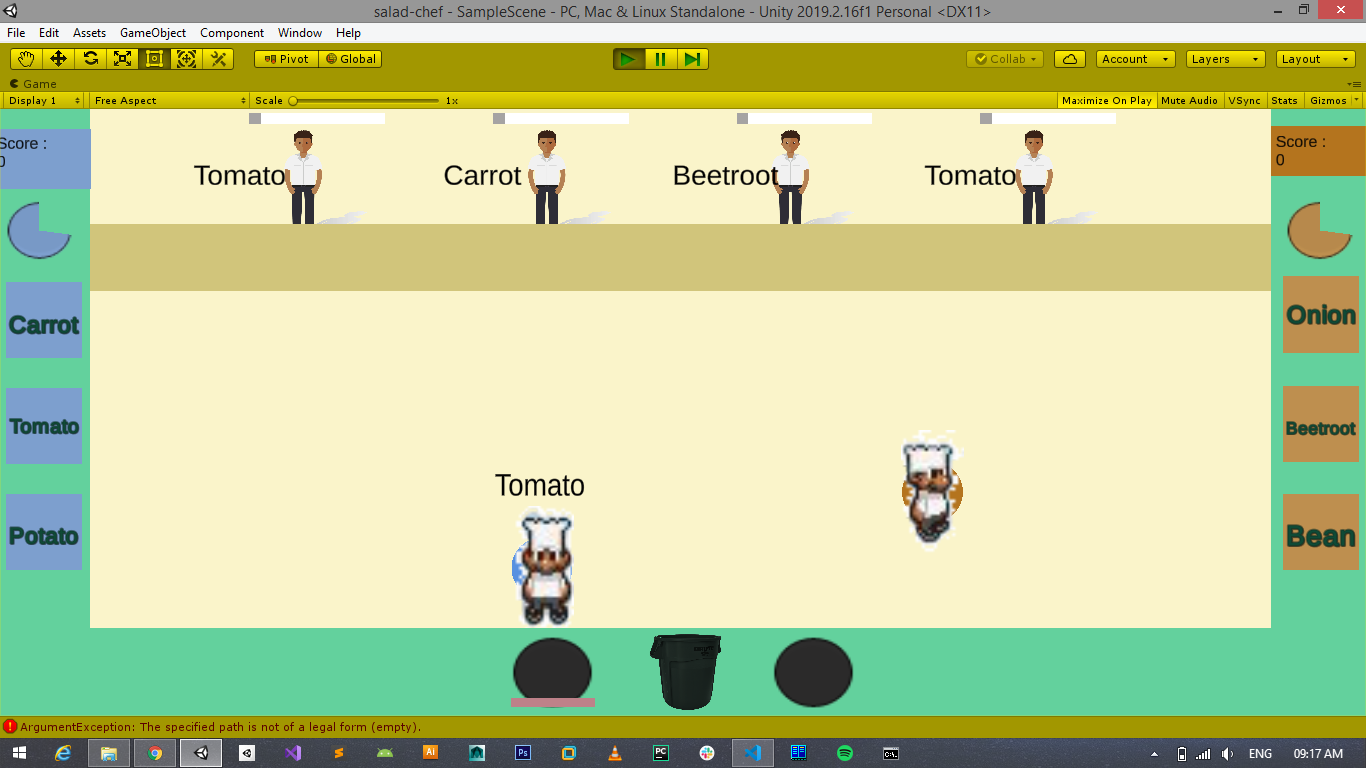 salad-chef - SampleScene - PC, Mac & Linux Standalone - Unity 2019.2.16f1 Personal <DX11>
File Edit Assets GameObject Component Window Help
Pivot Global Collab Account Layers Layout
Game
Display 1 Free Aspect Scale 1x Maximize On Play Mute Audio VSync Stats Gizmos
Score :
0
Score :
0
Tomato Carrot Beetroot Tomato
Carrot
Onion
Tomato
Beetroot
Tomato
Potato
Bean
ArgumentException: The specified path is not of a legal form (empty).
Ai Ps PC
ENG 09:17 AM